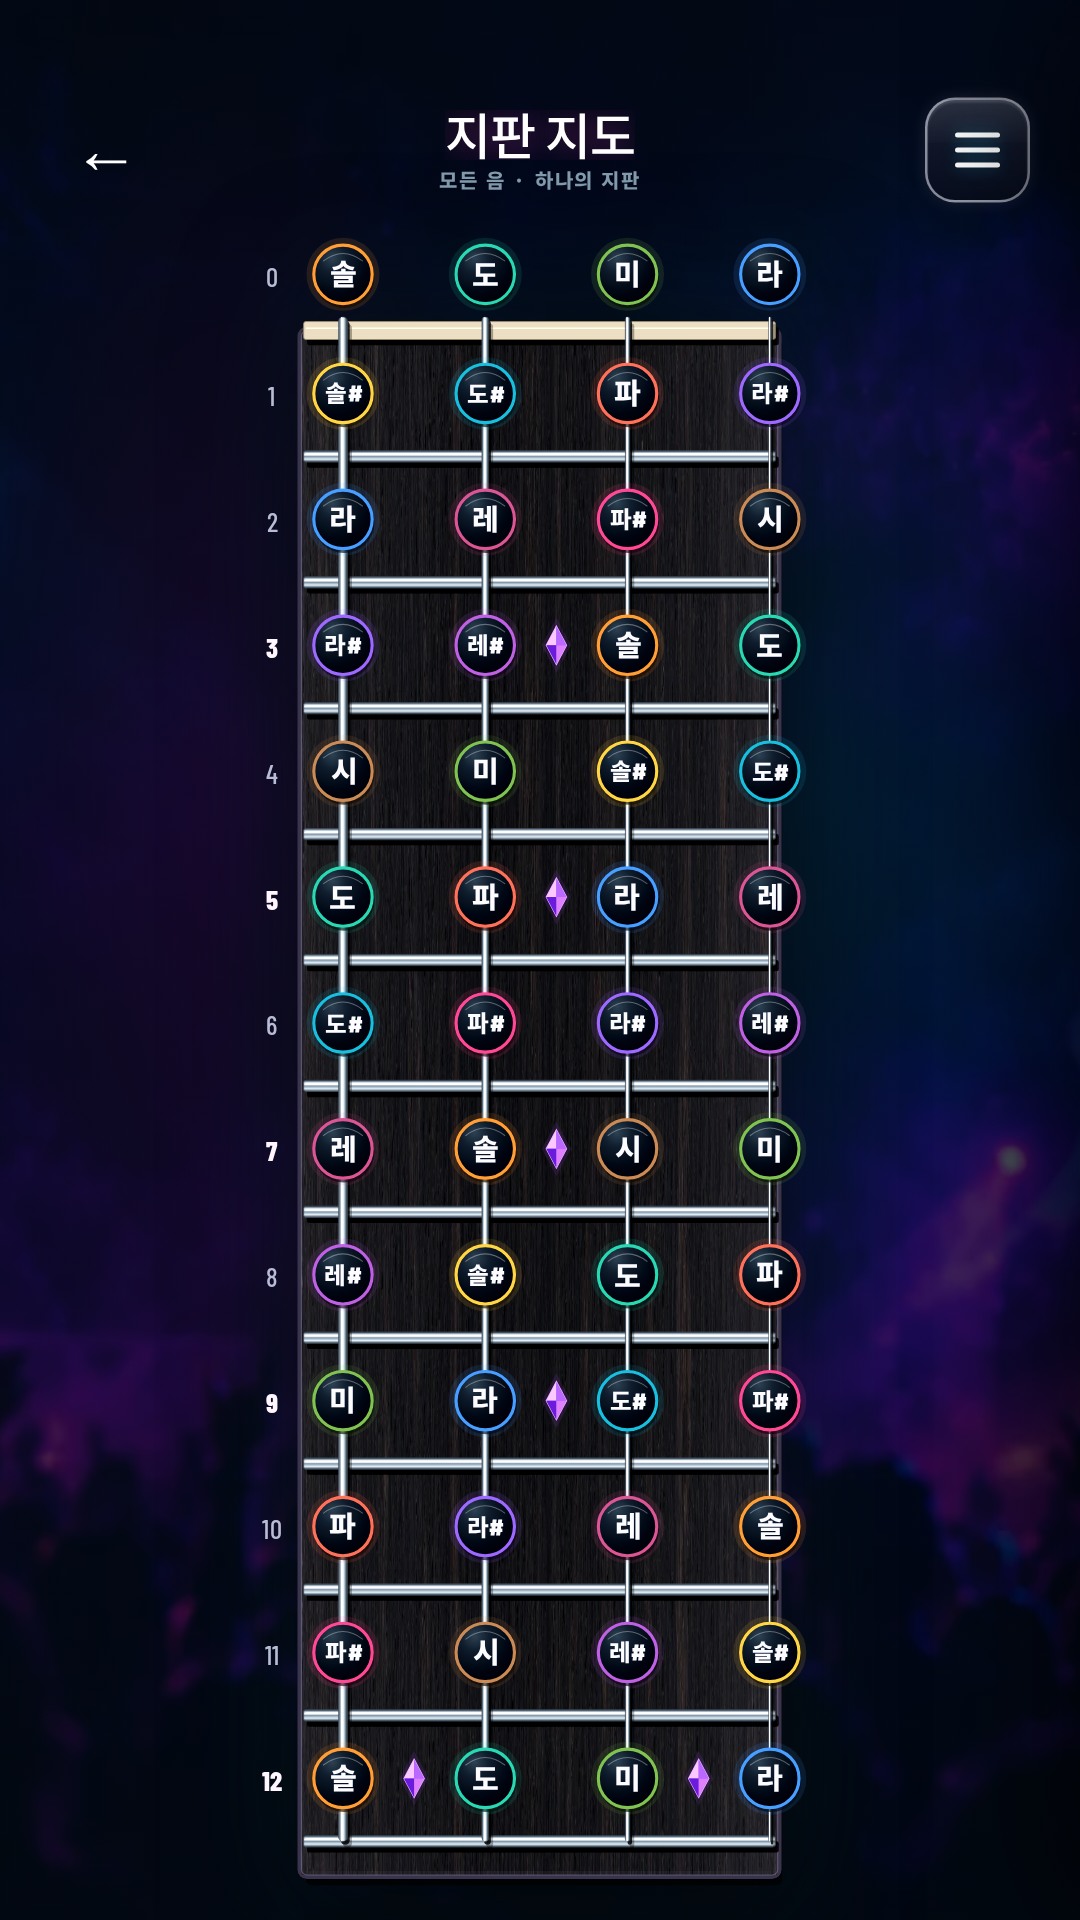 지판 지도
모든 음 · 하나의 지판
0 솔 도 미 라
1 솔# 도# 파 라#
2 라 레 파# 시
3 라# 레# 솔 도
4 시 미 솔# 도#
5 도 파 라 레
6 도# 파# 라# 레#
7 레 솔 시 미
8 레# 솔# 도 파
9 미 라 도# 파#
10 파 라# 레 솔
11 파# 시 레# 솔#
12 솔 도 미 라